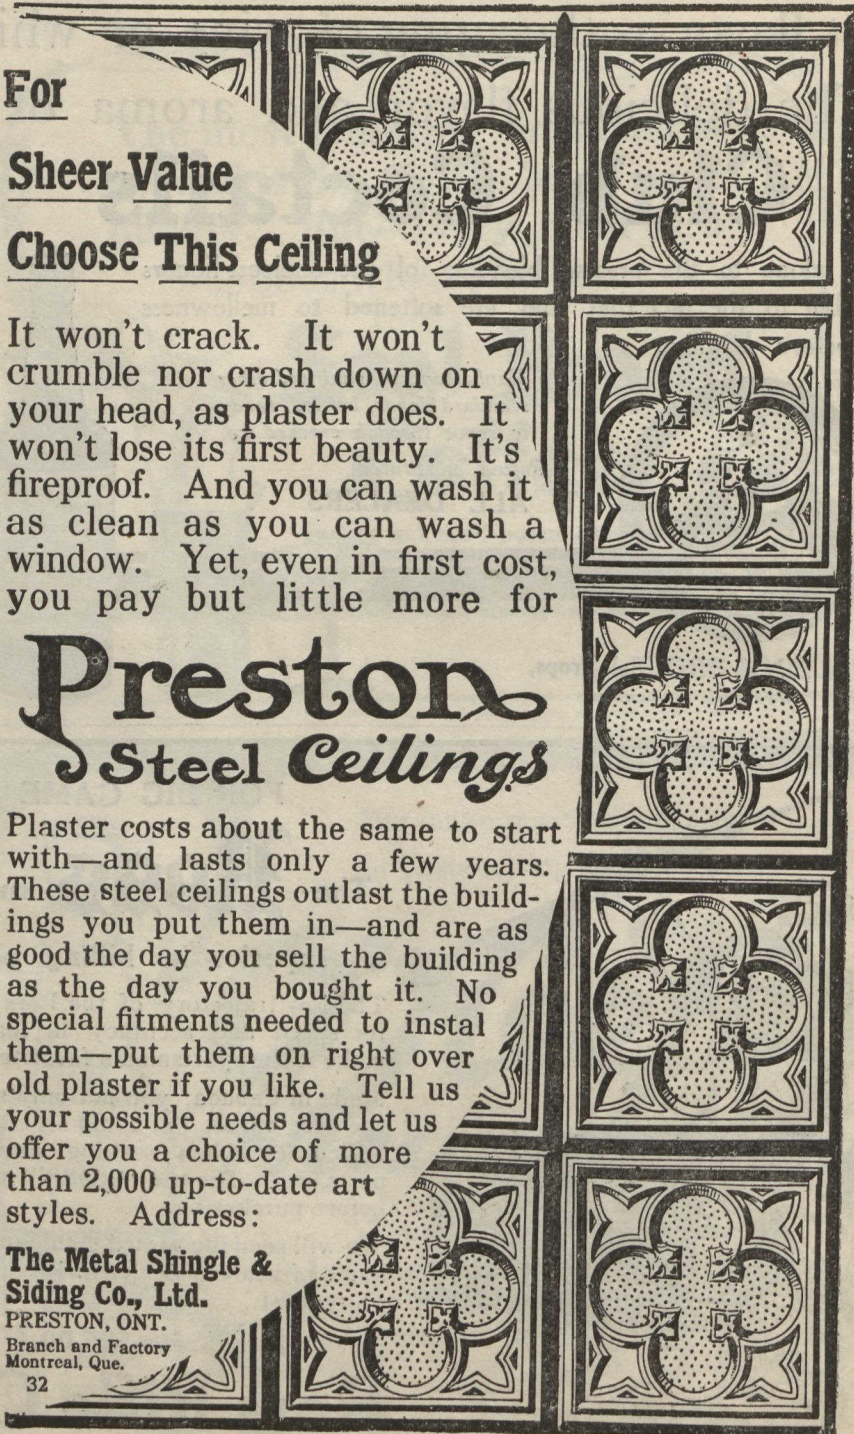 For
Sheer Value
Choose This Ceiling
It won't crack. It won't
crumble nor crash down on
your head, as plaster does. It
won't lose its first beauty. It's
fireproof. And you can wash it
as clean as you can wash a
window. Yet, even in first cost,
you pay but little more for
Preston
Steel Ceilings
Plaster costs about the same to start
with—and lasts only a few years.
These steel ceilings outlast the build-
ings you put them in—and are as
good the day you sell the building
as the day you bought it. No
special fitments needed to instal
them—put them on right over
old plaster if you like. Tell us
your possible needs and let us
offer you a choice of more
than 2,000 up-to-date art
styles. Address:
The Metal Shingle &
Siding Co., Ltd.
PRESTON, ONT.
Branch and Factory
Montreal, Que.
32